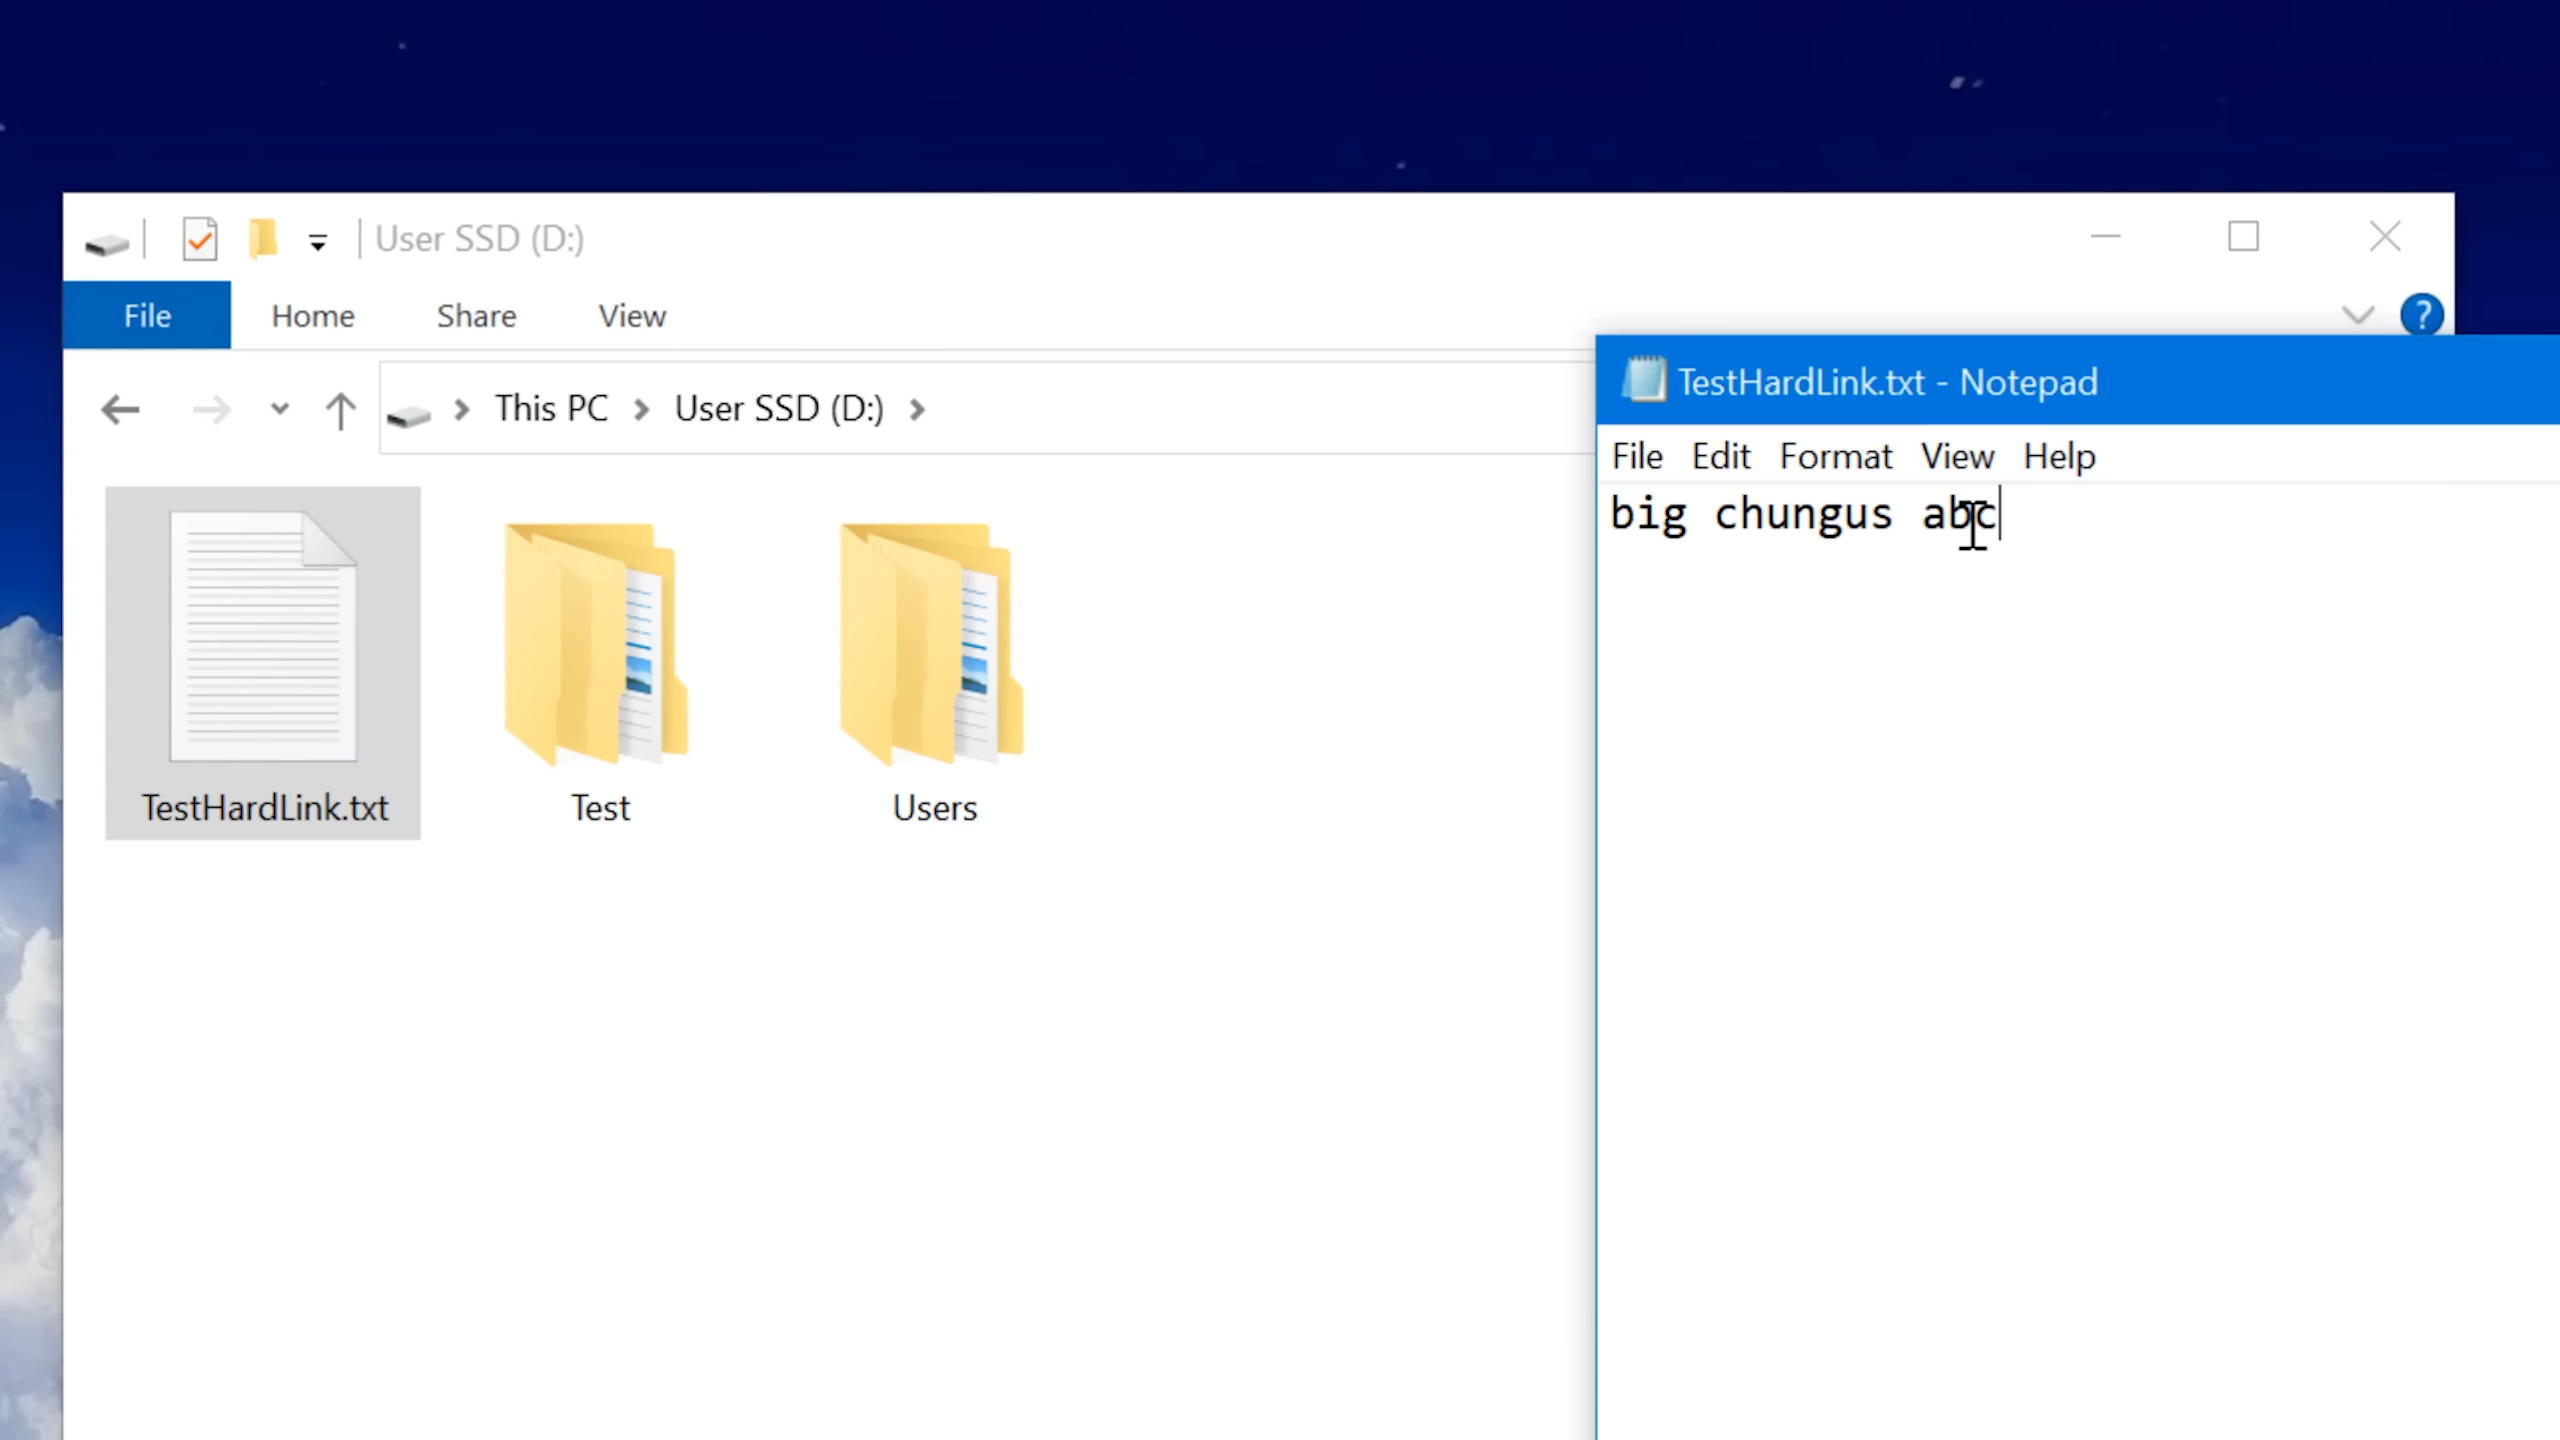 User SSD (D:)
File Home Share View
?
This PC User SSD (D:)
TestHardLink.txt
Test
Users
TestHardLink.txt - Notepad
File Edit Format View Help
big chungus abc